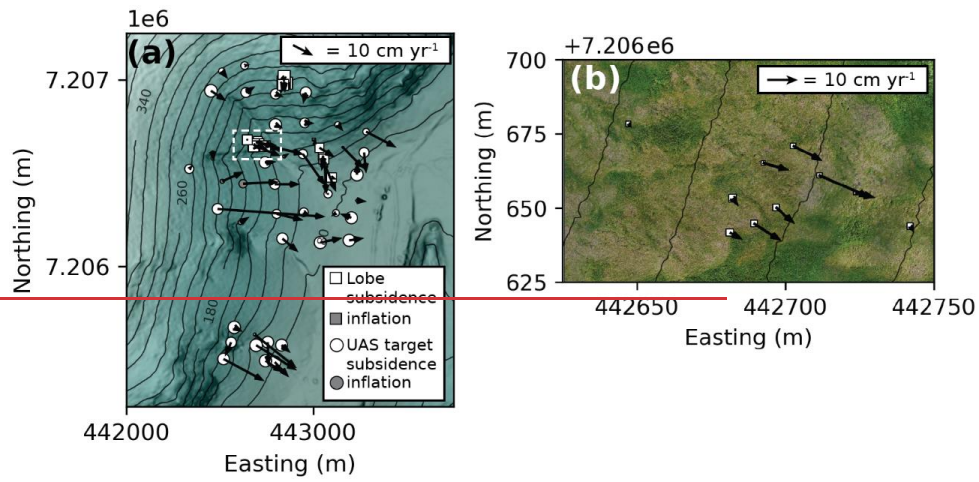 1e6
(a)
= 10 cm yr⁻¹
7.207
7.206
Northing (m)
340
260
180
Lobe
subsidence
inflation
UAS target
subsidence
inflation
442000
443000
Easting (m)
+7.206e6
(b)
= 10 cm yr⁻¹
700
675
650
625
Northing (m)
442650
442700
442750
Easting (m)